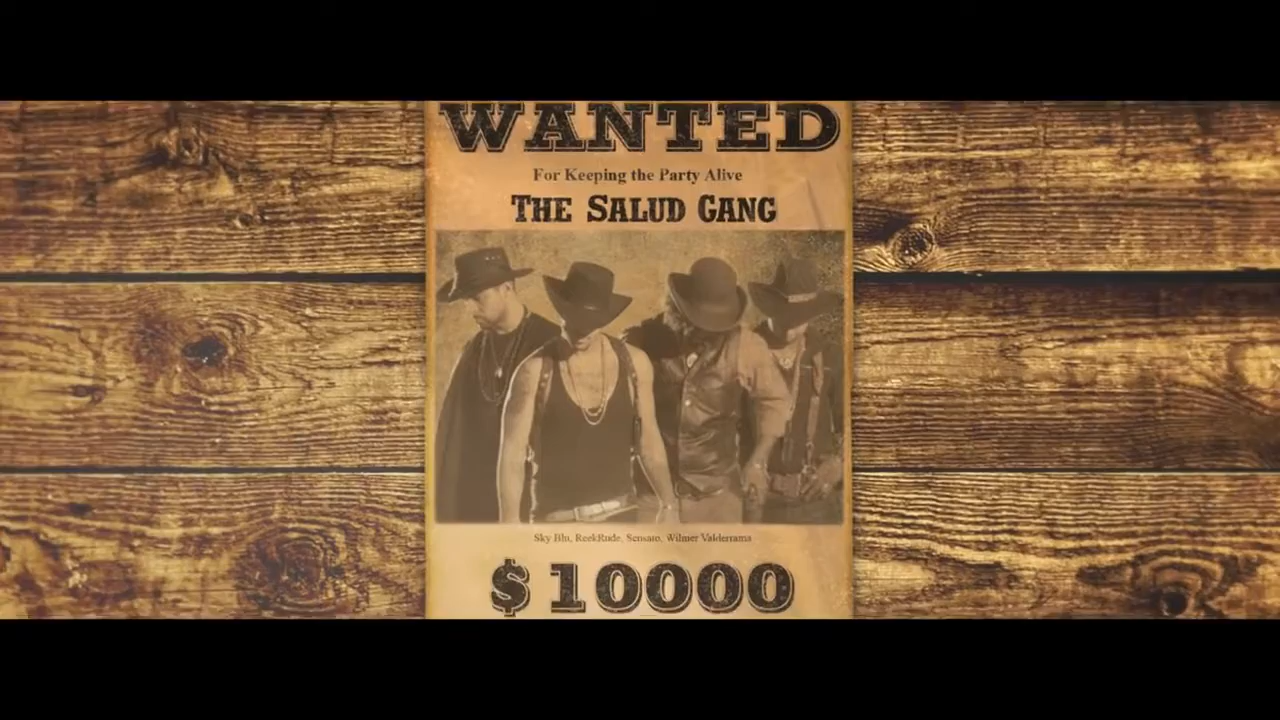 WANTED
For Keeping the Party Alive
THE SALUD GANG
Sky Blu, ReekRude, Sensato, Wilmer Valderrama
$ 10000